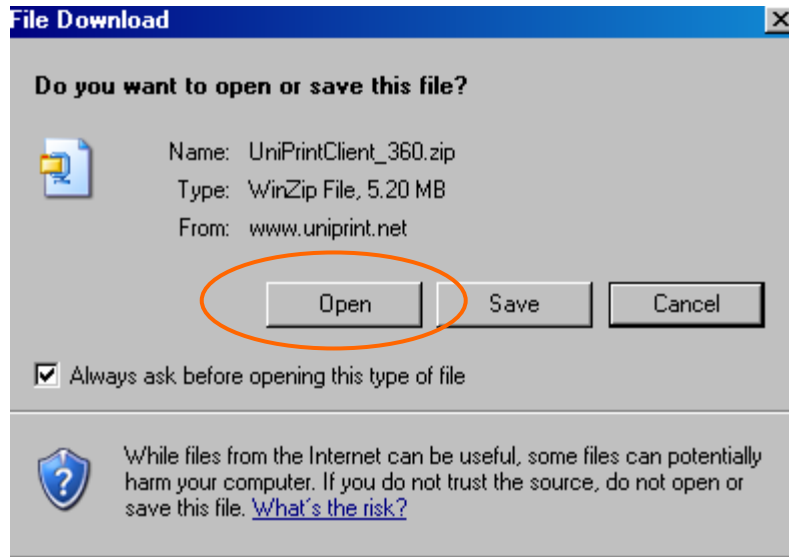 File Download
Do you want to open or save this file?
Name: UniPrintClient_360.zip
Type: WinZip File, 5.20 MB
From: www.uniprint.net
Open Save Cancel
Always ask before opening this type of file
While files from the Internet can be useful, some files can potentially
harm your computer. If you do not trust the source, do not open or
save this file. What's the risk?